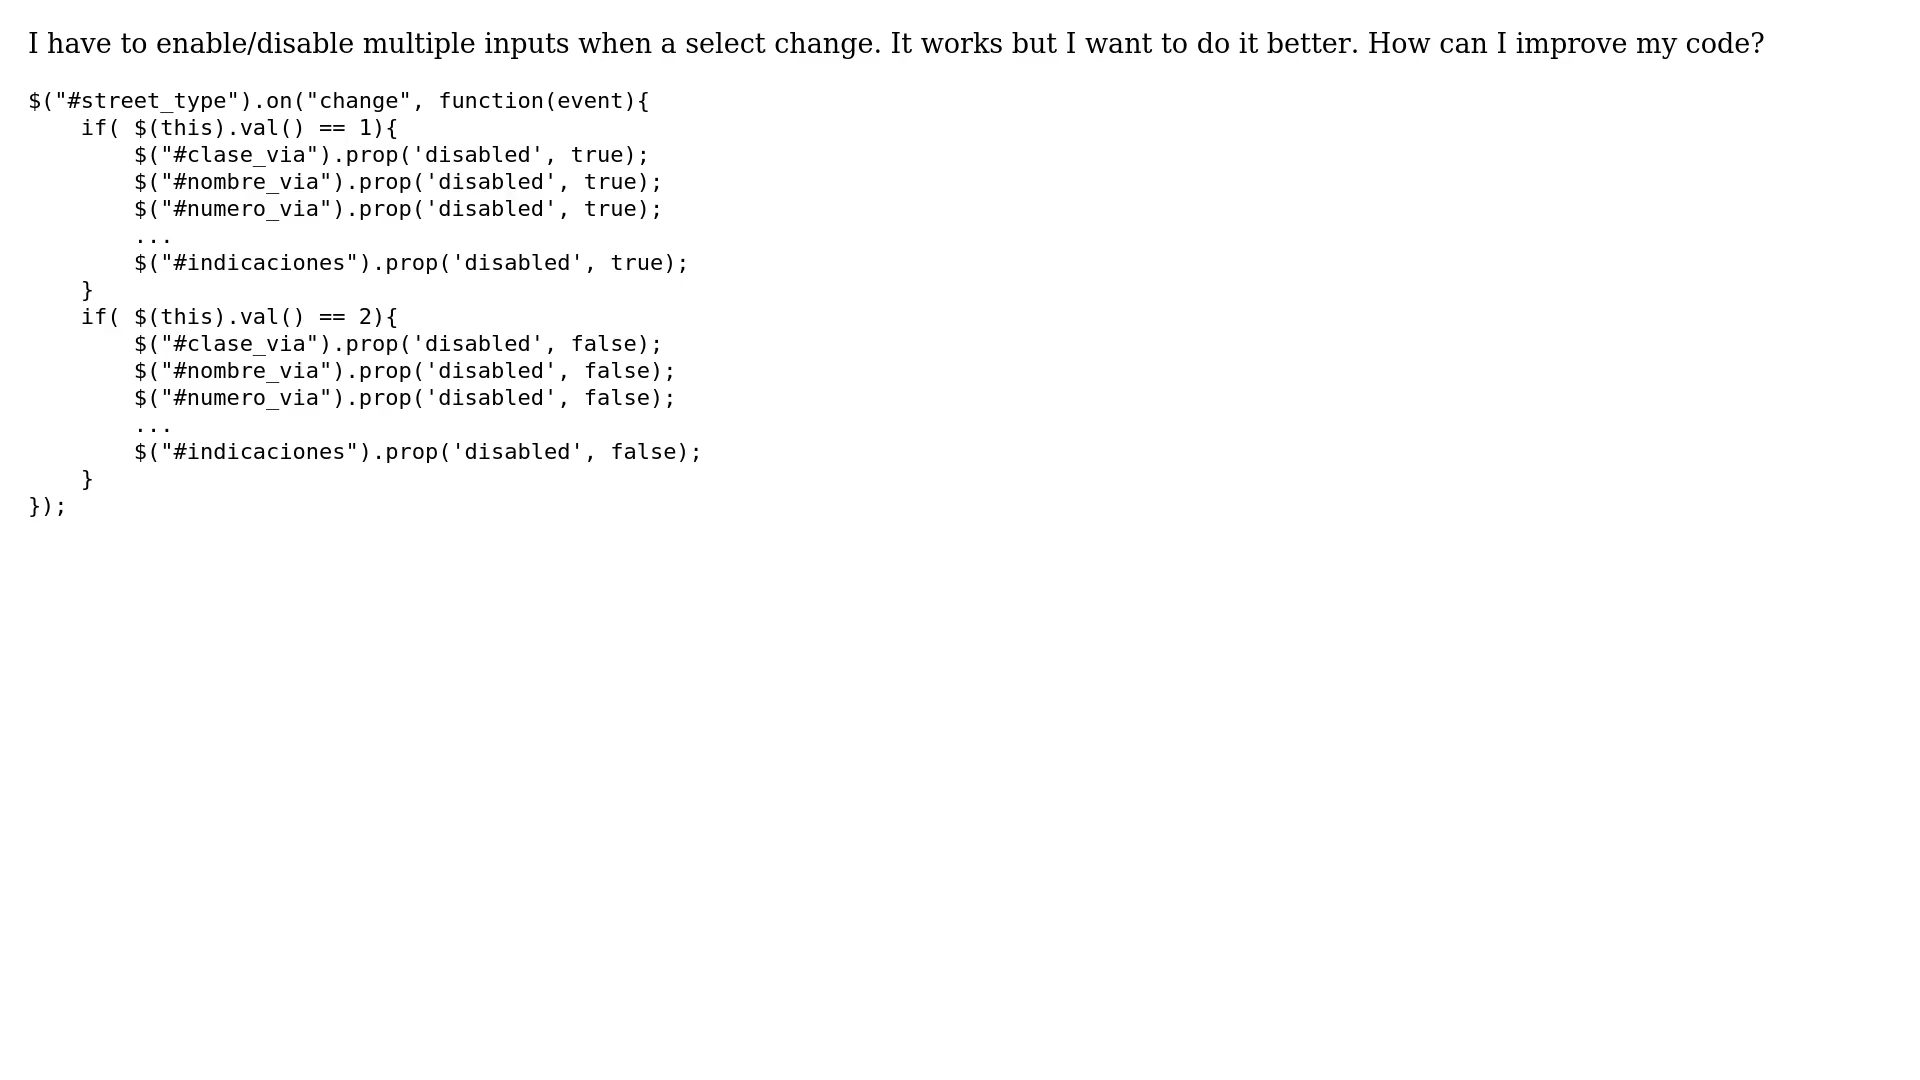 I have to enable/disable multiple inputs when a select change. It works but I want to do it better. How can I improve my code?
$("#street_type").on("change", function(event){
    if( $(this).val() == 1){
        $("#clase_via").prop('disabled', true);
        $("#nombre_via").prop('disabled', true);
        $("#numero_via").prop('disabled', true);
        ...
        $("#indicaciones").prop('disabled', true);
    }
    if( $(this).val() == 2){
        $("#clase_via").prop('disabled', false);
        $("#nombre_via").prop('disabled', false);
        $("#numero_via").prop('disabled', false);
        ...
        $("#indicaciones").prop('disabled', false);
    }
});